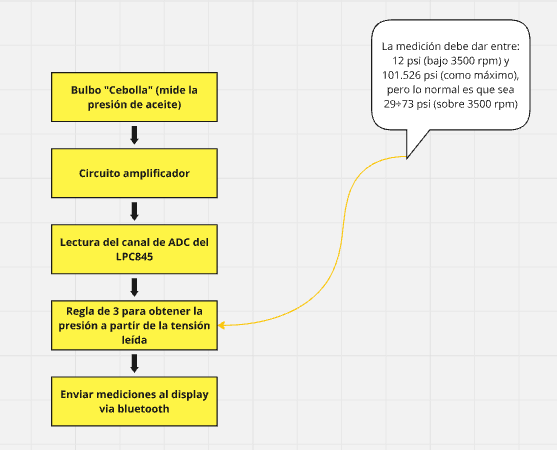 La medición debe dar entre:
12 psi (bajo 3500 rpm) y
101.526 psi (como máximo),
pero lo normal es que sea
29÷73 psi (sobre 3500 rpm)
Bulbo "Cebolla" (mide la
presión de aceite)
Circuito amplificador
Lectura del canal de ADC del
LPC845
Regla de 3 para obtener la
presión a partir de la tensión
leída
Enviar mediciones al display
via bluetooth